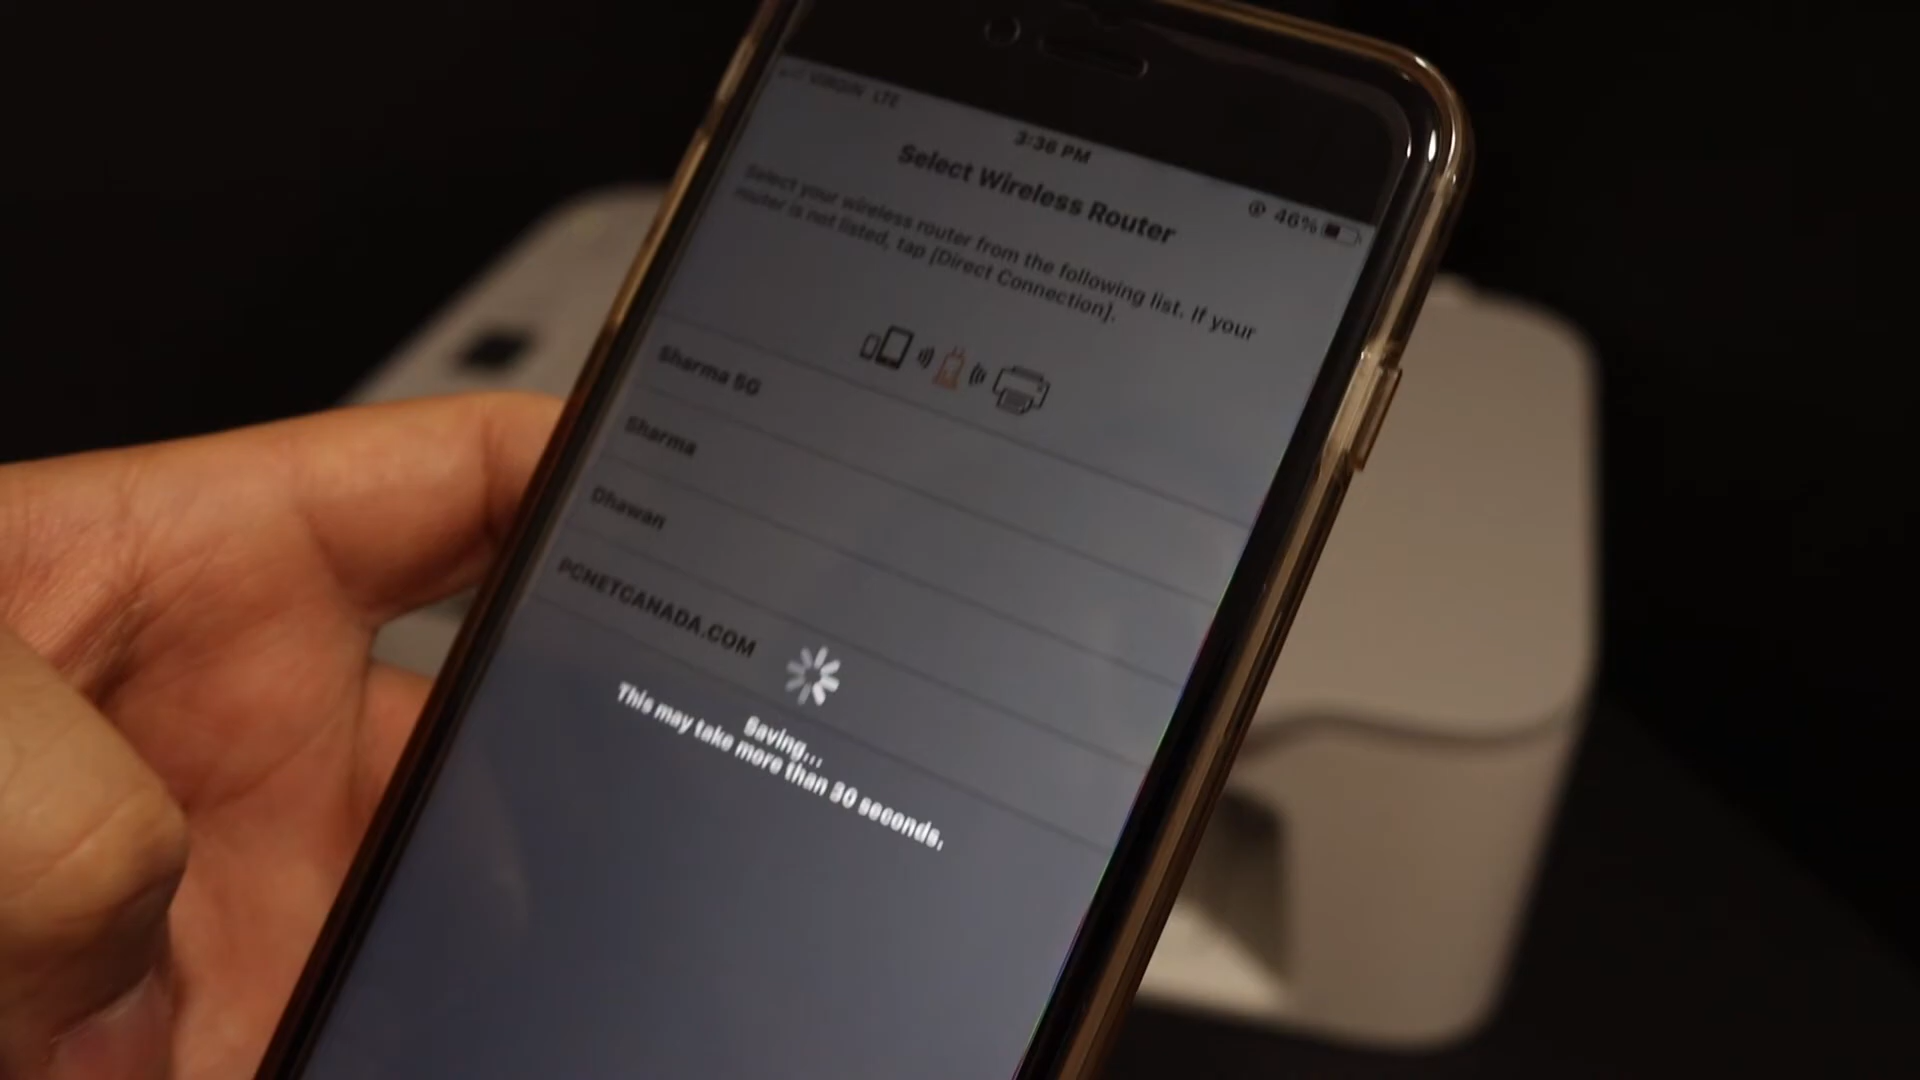 VIRGIN LTE
3:36 PM
46%
Select Wireless Router
Select your wireless router from the following list. If your
router is not listed, tap [Direct Connection].
Sharma 5G
Sharma
Dhawan
PCNETCANADA.COM
Saving...
This may take more than 30 seconds.